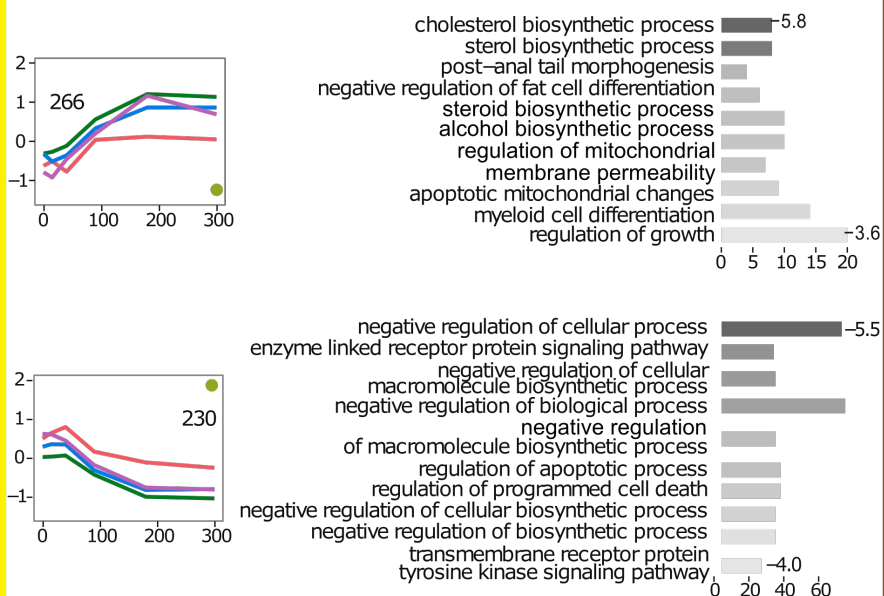 cholesterol biosynthetic process
−5.8
sterol biosynthetic process
post−anal tail morphogenesis
negative regulation of fat cell differentiation
steroid biosynthetic process
alcohol biosynthetic process
regulation of mitochondrial
membrane permeability
apoptotic mitochondrial changes
myeloid cell differentiation
regulation of growth
−3.6
0 5 10 15 20
2
1
0
−1
266
0 100 200 300
negative regulation of cellular process
−5.5
enzyme linked receptor protein signaling pathway
negative regulation of cellular
macromolecule biosynthetic process
negative regulation of biological process
negative regulation
of macromolecule biosynthetic process
regulation of apoptotic process
regulation of programmed cell death
negative regulation of cellular biosynthetic process
negative regulation of biosynthetic process
transmembrane receptor protein
tyrosine kinase signaling pathway
−4.0
0 20 40 60
2
1
0
−1
230
0 100 200 300